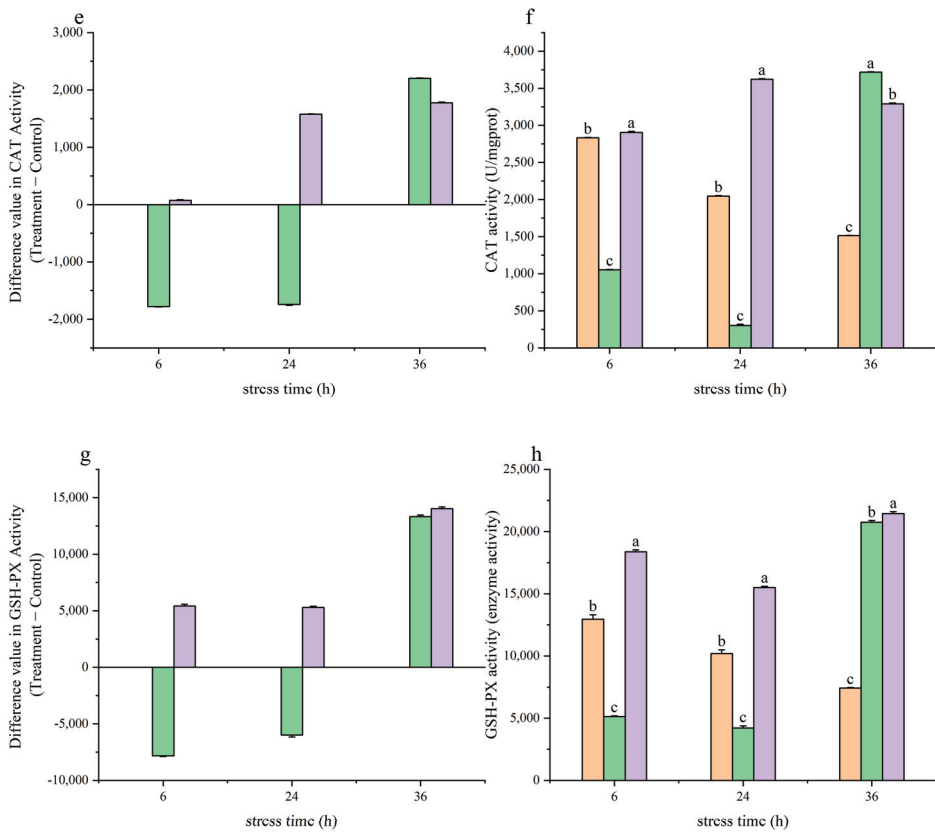 e
Difference value in CAT Activity
(Treatment − Control)
3,000
2,000
1,000
0
-1,000
-2,000
6
24
36
stress time (h)
f
CAT activity (U/mgprot)
4,000
3,500
3,000
2,500
2,000
1,500
1,000
500
0
b
c
a
b
c
a
c
a
b
6
24
36
stress time (h)
g
Difference value in GSH-PX Activity
(Treatment − Control)
15,000
10,000
5,000
0
-5,000
-10,000
6
24
36
stress time (h)
h
GSH-PX activity (enzyme activity)
25,000
20,000
15,000
10,000
5,000
0
b
c
a
b
c
a
c
b
a
6
24
36
stress time (h)